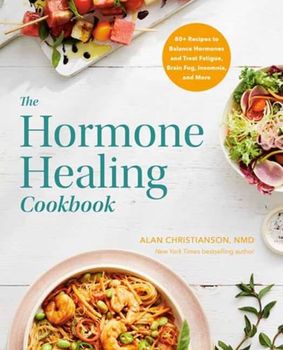 80+ Recipes to
Balance Hormones
and Treat Fatigue,
Brain Fog, Insomnia,
and More
The
Hormone
Healing
Cookbook
ALAN CHRISTIANSON, NMD
New York Times bestselling author